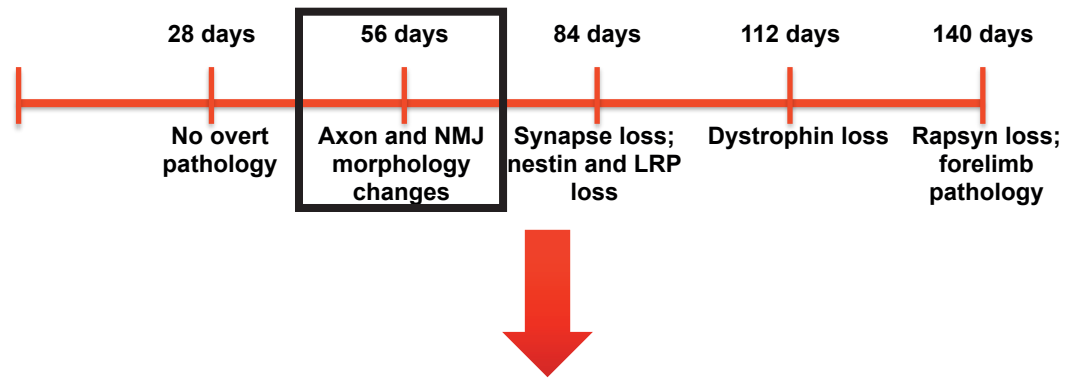 28 days
56 days
84 days
112 days
140 days
No overt
pathology
Axon and NMJ
morphology
changes
Synapse loss;
nestin and LRP
loss
Dystrophin loss
Rapsyn loss;
forelimb
pathology